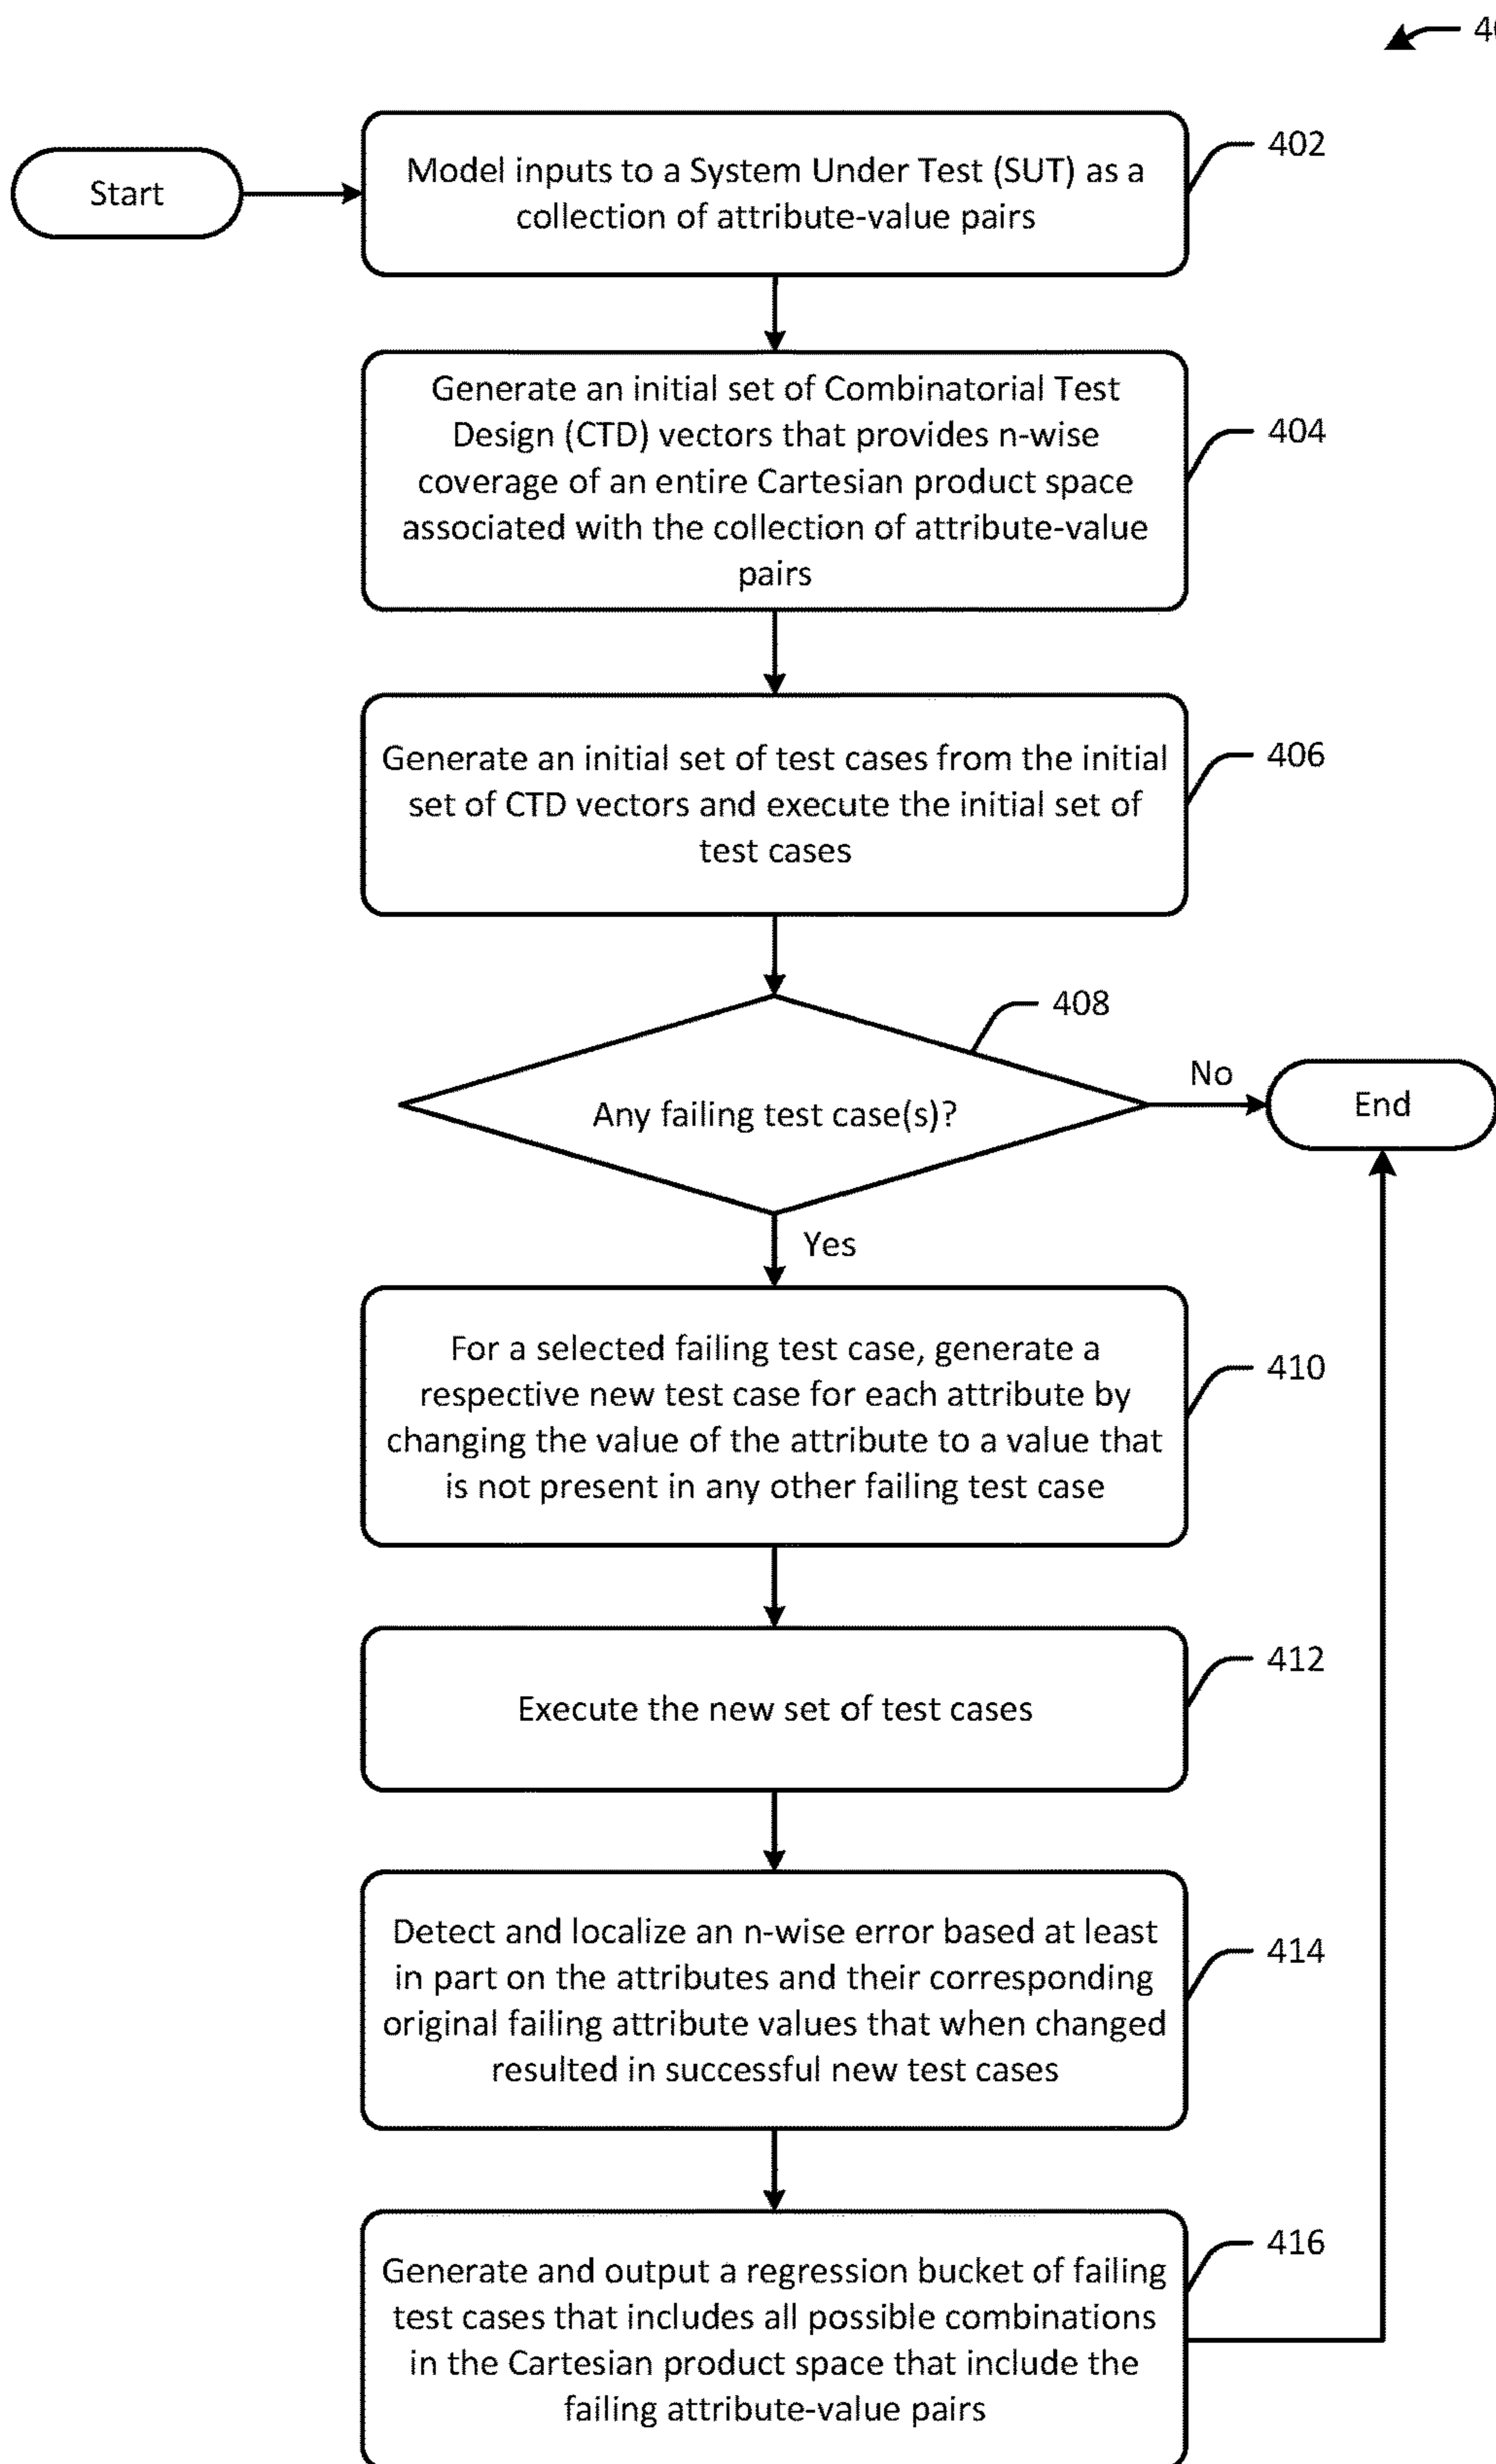 Start
Model inputs to a System Under Test (SUT) as a
collection of attribute-value pairs
402
Generate an initial set of Combinatorial Test
Design (CTD) vectors that provides n-wise
coverage of an entire Cartesian product space
associated with the collection of attribute-value
pairs
404
Generate an initial set of test cases from the initial
set of CTD vectors and execute the initial set of
test cases
406
Any failing test case(s)?
408
No
End
Yes
For a selected failing test case, generate a
respective new test case for each attribute by
changing the value of the attribute to a value that
is not present in any other failing test case
410
Execute the new set of test cases
412
Detect and localize an n-wise error based at least
in part on the attributes and their corresponding
original failing attribute values that when changed
resulted in successful new test cases
414
Generate and output a regression bucket of failing
test cases that includes all possible combinations
in the Cartesian product space that include the
failing attribute-value pairs
416